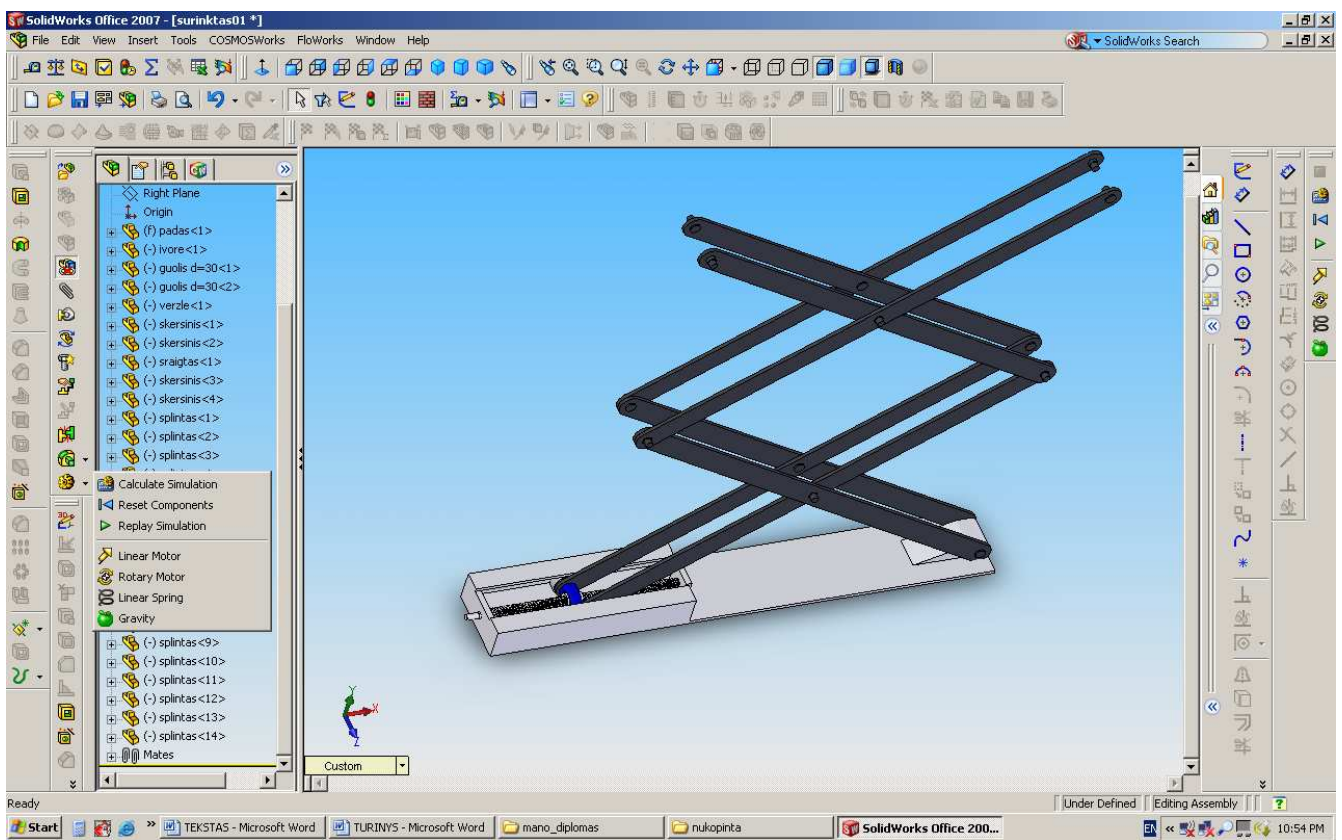 SolidWorks Office 2007 - [surinktas01 *]
File Edit View Insert Tools COSMOSWorks FloWorks Window Help
SolidWorks Search
Right Plane
Origin
(f) padas<1>
(-) ivore<1>
(-) guolis d=30<1>
(-) guolis d=30<2>
(-) verzle<1>
(-) skersinis<1>
(-) skersinis<2>
(-) sraigtas<1>
(-) skersinis<3>
(-) skersinis<4>
(-) splintas<1>
(-) splintas<2>
(-) splintas<3>
Calculate Simulation
Reset Components
Replay Simulation
Linear Motor
Rotary Motor
Linear Spring
Gravity
(-) splintas<9>
(-) splintas<10>
(-) splintas<11>
(-) splintas<12>
(-) splintas<13>
(-) splintas<14>
Mates
Y
X
Z
Custom
Ready
Under Defined
Editing Assembly
Start
TEKSTAS - Microsoft Word
TURINYS - Microsoft Word
mano_diplomas
nukopinta
SolidWorks Office 200...
EN
10:54 PM